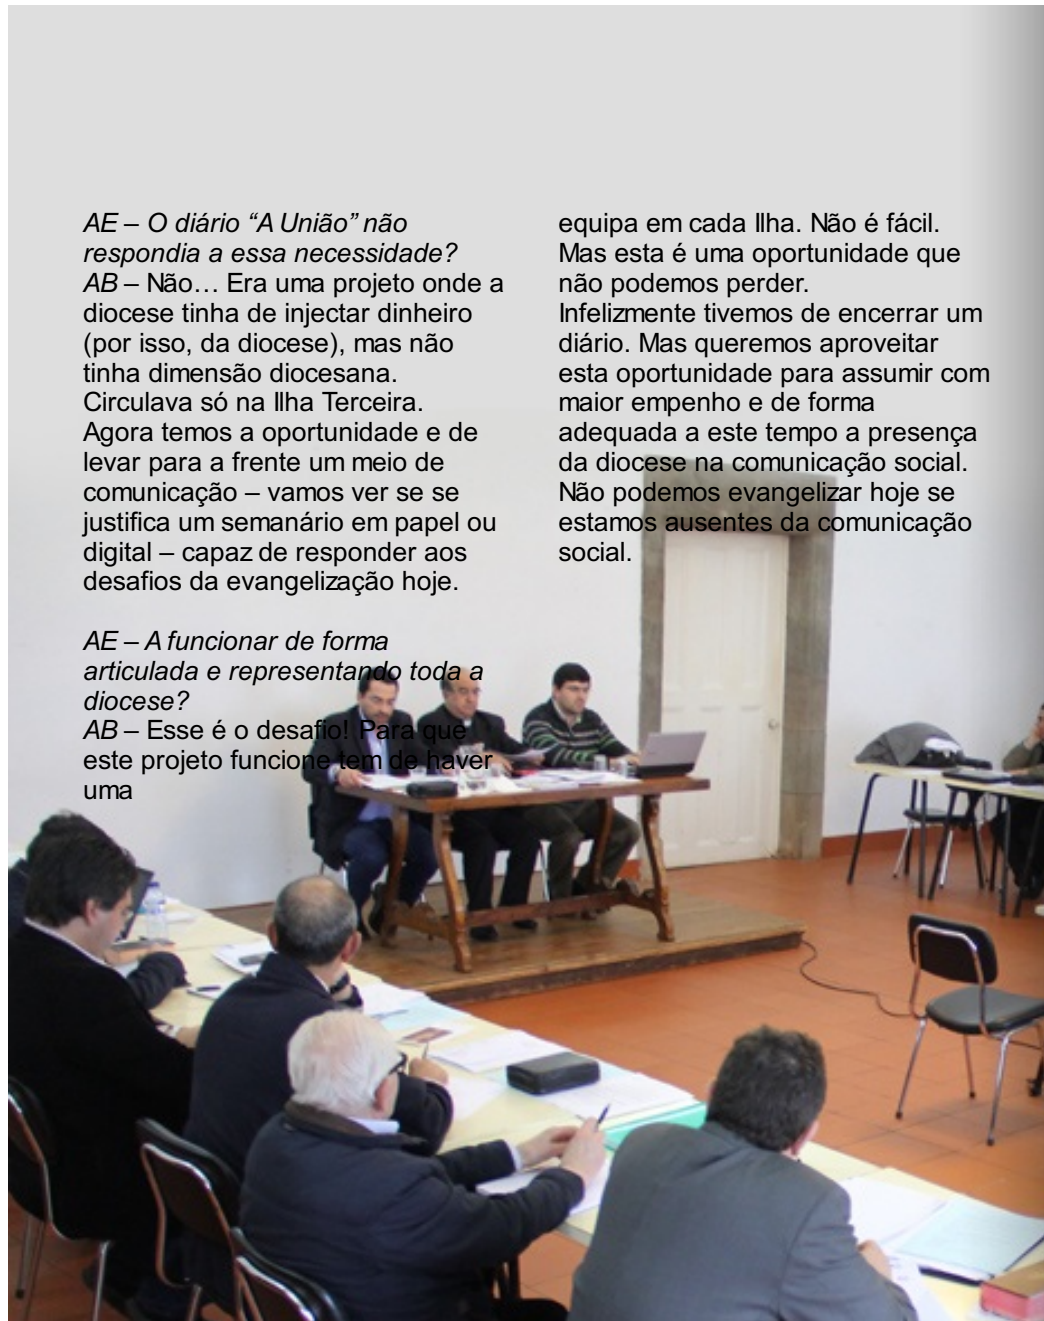 AE – O diário “A União” não
respondia a essa necessidade?
AB – Não… Era uma projeto onde a
diocese tinha de injectar dinheiro
(por isso, da diocese), mas não
tinha dimensão diocesana.
Circulava só na Ilha Terceira.
Agora temos a oportunidade e de
levar para a frente um meio de
comunicação – vamos ver se se
justifica um semanário em papel ou
digital – capaz de responder aos
desafios da evangelização hoje.
AE – A funcionar de forma
articulada e representando toda a
diocese?
AB – Esse é o desafio! Para que
este projeto funcione tem de haver
uma
equipa em cada Ilha. Não é fácil.
Mas esta é uma oportunidade que
não podemos perder.
Infelizmente tivemos de encerrar um
diário. Mas queremos aproveitar
esta oportunidade para assumir com
maior empenho e de forma
adequada a este tempo a presença
da diocese na comunicação social.
Não podemos evangelizar hoje se
estamos ausentes da comunicação
social.